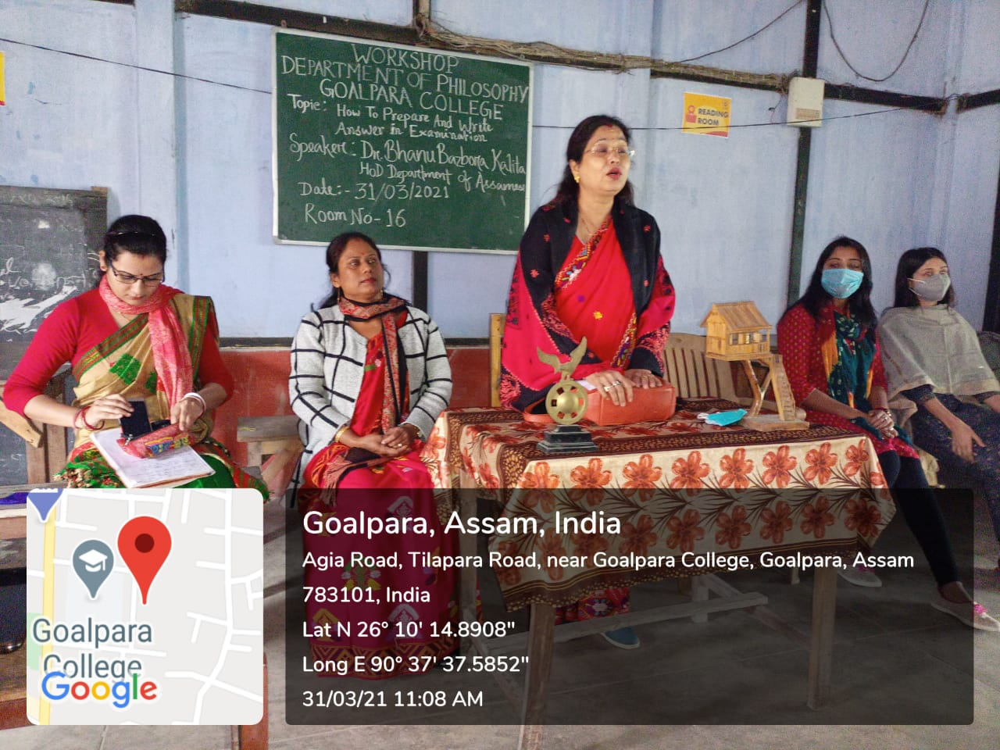 WORKSHOP
DEPARTMENT OF PHILOSOPHY
GOALPARA COLLEGE
Topic: How To Prepare And Write
Answer in Examination
Speaker: Dr. Bhanu Bazbora Kalita
HoD Department of Assamese
Date:- 31/03/2021
Room No- 16
READING
ROOM
Goalpara, Assam, India
Agia Road, Tilapara Road, near Goalpara College, Goalpara, Assam
783101, India
Lat N 26° 10' 14.8908"
Long E 90° 37' 37.5852"
31/03/21 11:08 AM
Goalpara
College
Google